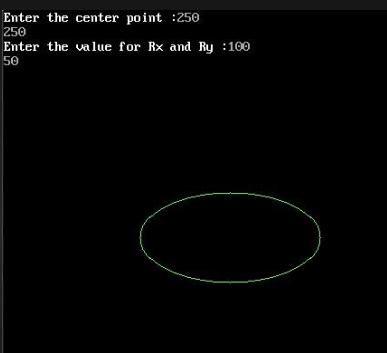 Enter the center point :250
250
Enter the value for Rx and Ry :100
50